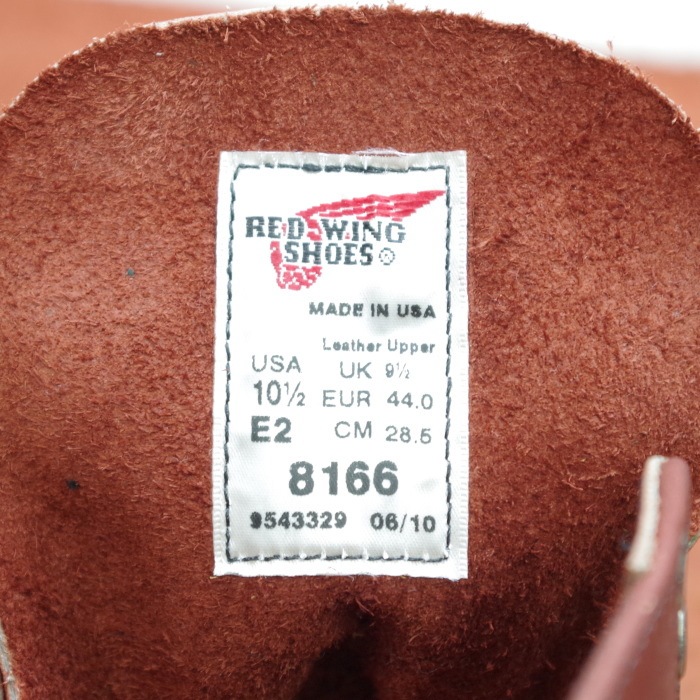 RED WING
SHOES®
MADE IN USA
Leather Upper
USA UK 9½
10½ EUR 44.0
E2 CM 28.5
8166
9543329 06/10